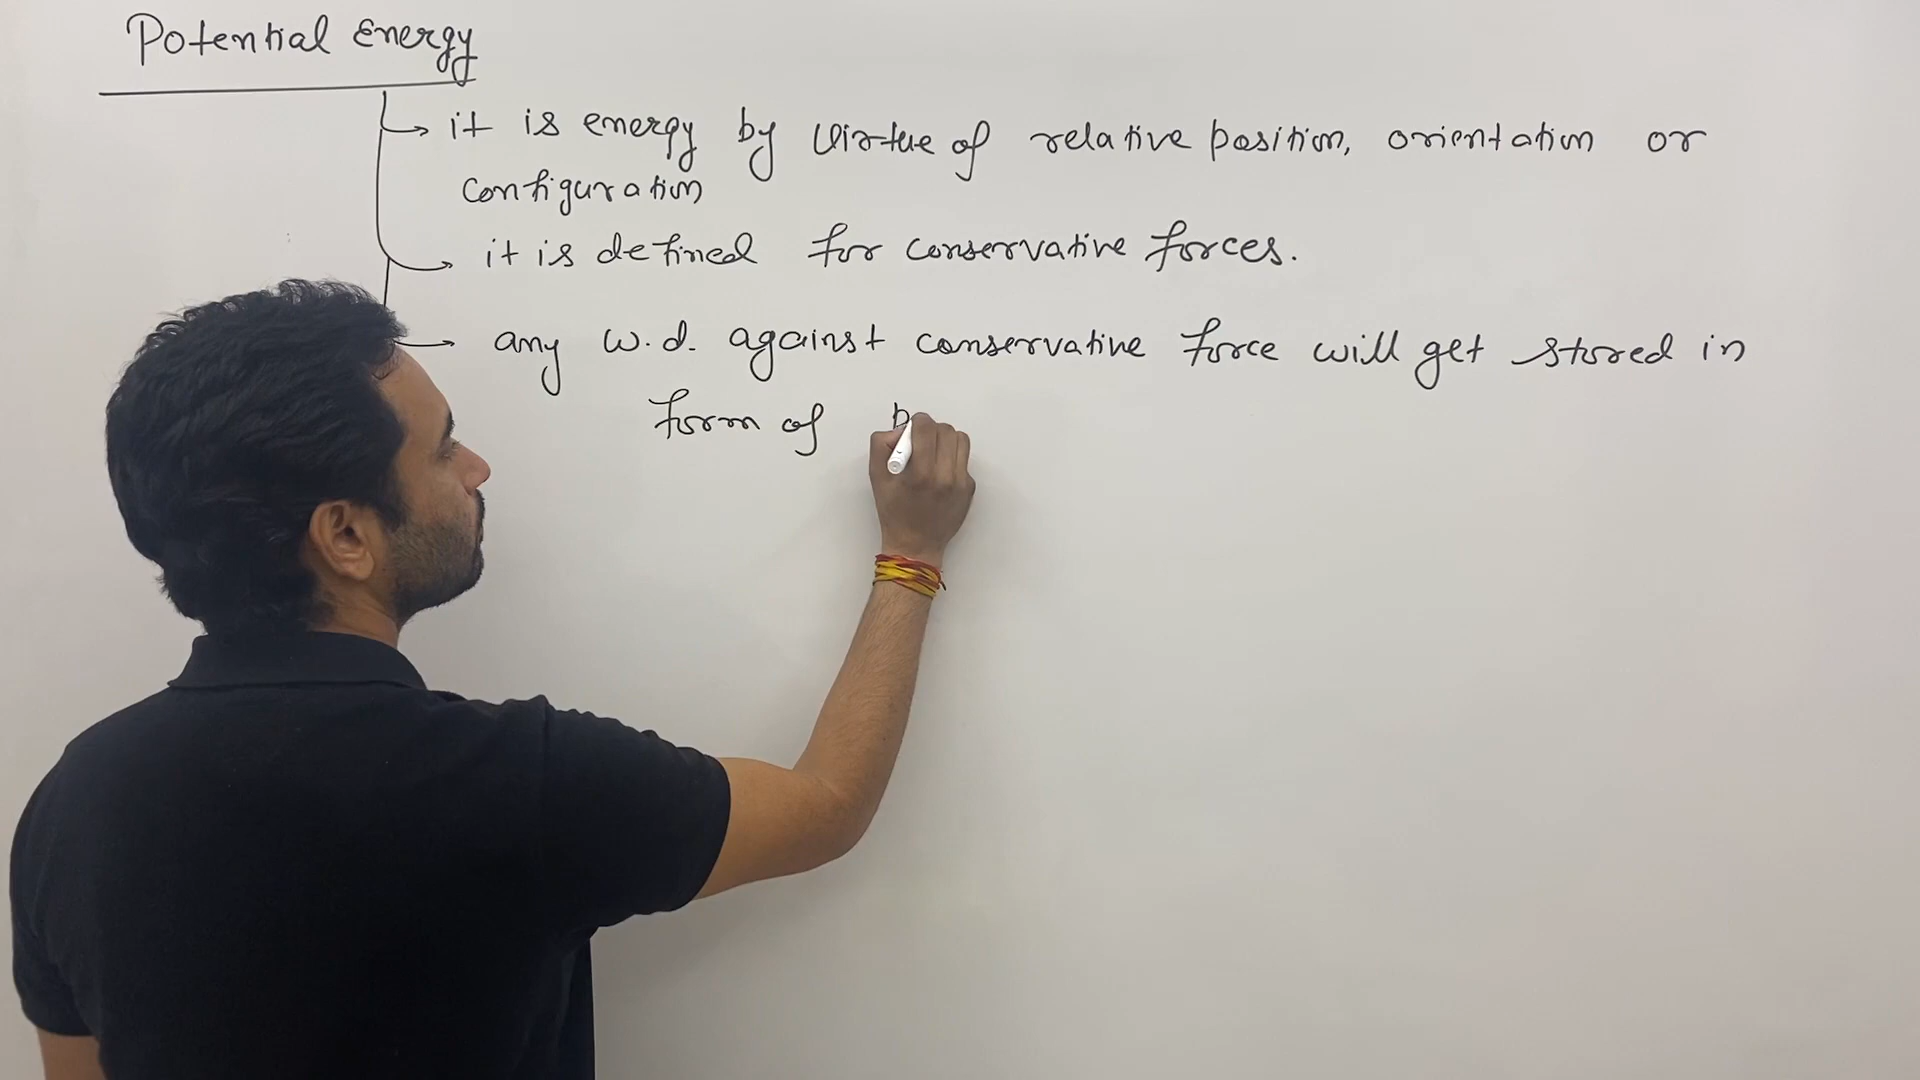 Potential Energy
it is energy by virtue of relative position, orientation or
configuration
it is defined for conservative forces.
any w.d. against conservative force will get stored in
form of